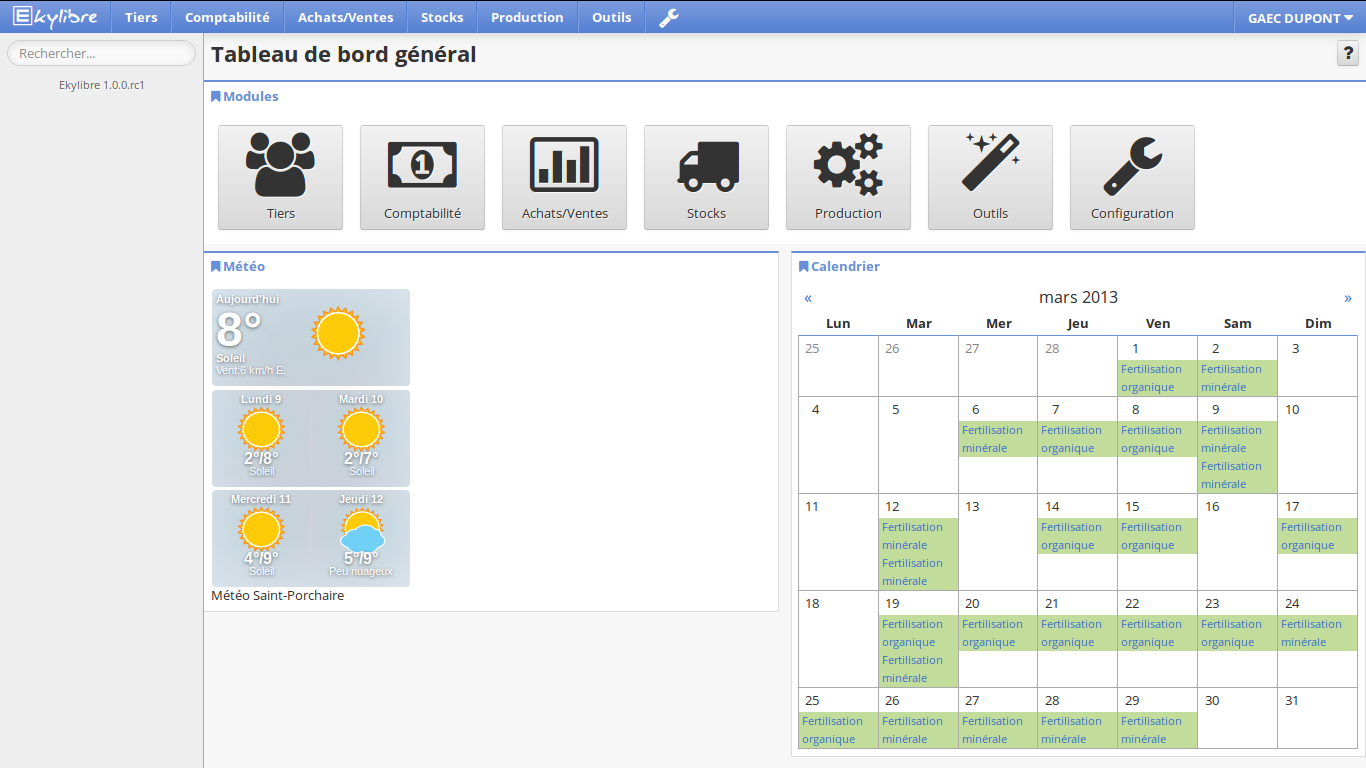 Ekylibre Tiers Comptabilité Achats/Ventes Stocks Production Outils GAEC DUPONT
Rechercher...
Ekylibre 1.0.0.rc1
Tableau de bord général ?
Modules
Tiers Comptabilité Achats/Ventes Stocks Production Outils Configuration
Météo
Aujourd'hui
8°
Soleil
Vent:6 km/h E.
Lundi 9 Mardi 10
2°/8° 2°/7°
Soleil Soleil
Mercredi 11 Jeudi 12
4°/9° 5°/9°
Soleil Peu nuageux
Météo Saint-Porchaire
Calendrier
« mars 2013 »
Lun Mar Mer Jeu Ven Sam Dim
25 26 27 28 1 2 3
Fertilisation Fertilisation
organique minérale
4 5 6 7 8 9 10
Fertilisation Fertilisation Fertilisation Fertilisation
minérale organique organique minérale
Fertilisation
minérale
11 12 13 14 15 16 17
Fertilisation Fertilisation Fertilisation Fertilisation
minérale organique organique organique
Fertilisation
minérale
18 19 20 21 22 23 24
Fertilisation Fertilisation Fertilisation Fertilisation Fertilisation Fertilisation
organique organique organique organique organique minérale
Fertilisation
minérale
25 26 27 28 29 30 31
Fertilisation Fertilisation Fertilisation Fertilisation Fertilisation
organique minérale minérale minérale minérale